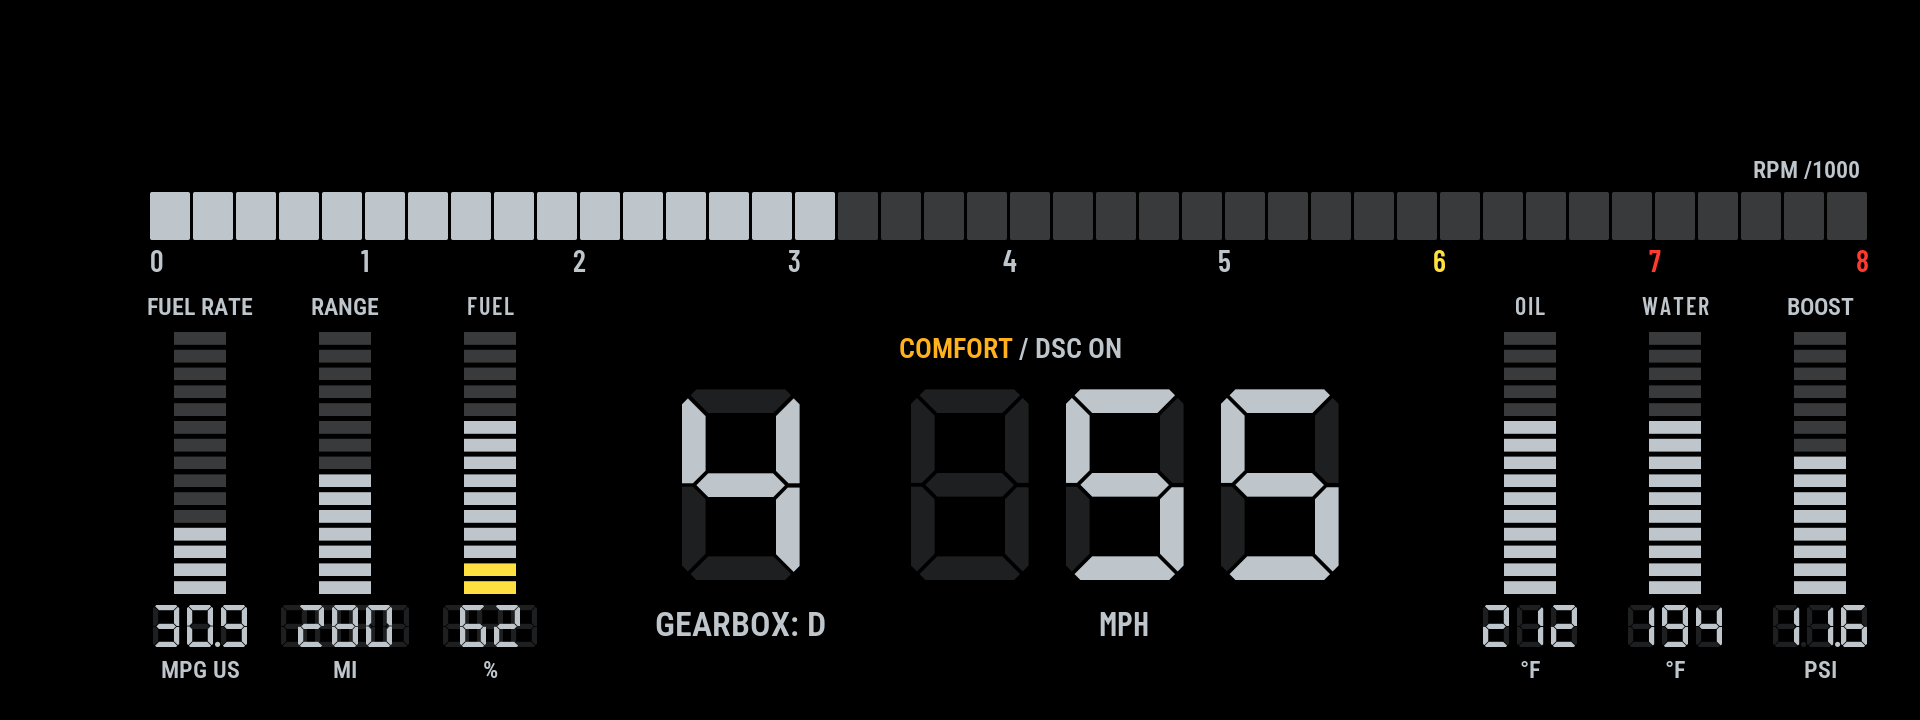 RPM /1000
0 1 2 3 4 5 6 7 8
FUEL RATE RANGE FUEL OIL WATER BOOST
COMFORT / DSC ON
4 55
30.9 280 62 212 194 11.6
GEARBOX: D MPH
MPG US MI % °F °F PSI